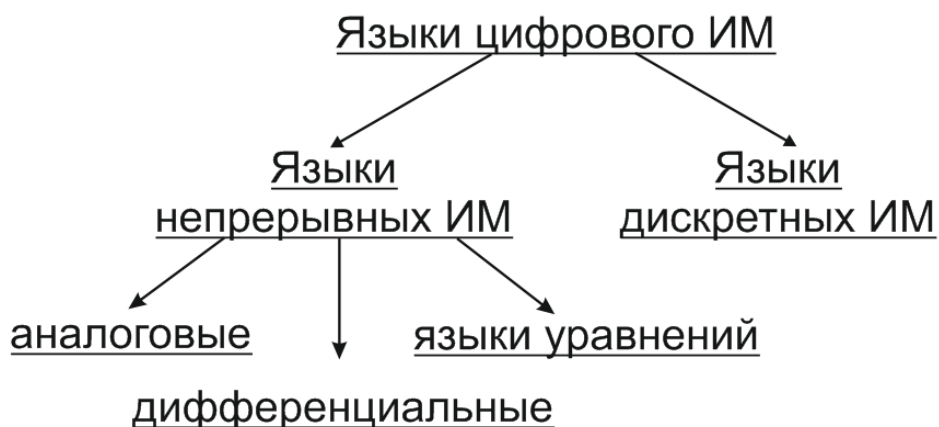 Языки цифрового ИМ
Языки
непрерывных ИМ
Языки
дискретных ИМ
аналоговые
языки уравнений
дифференциальные